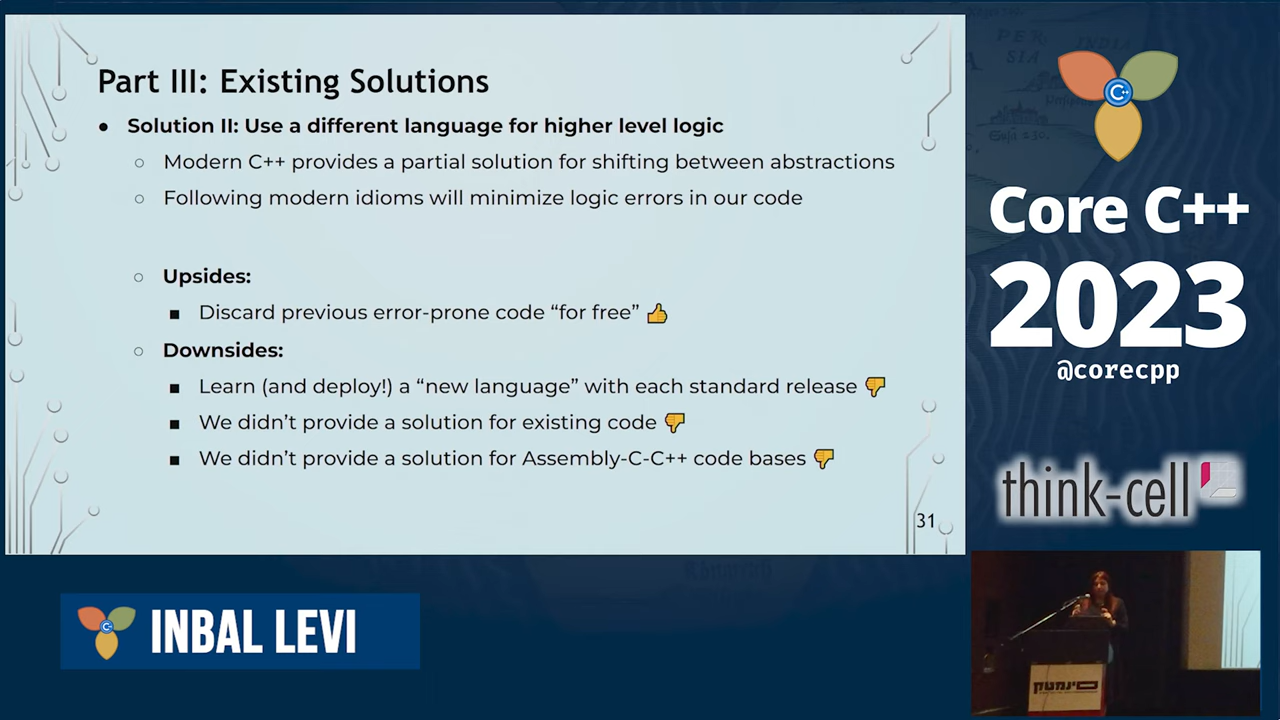 Part III: Existing Solutions
● Solution II: Use a different language for higher level logic
○ Modern C++ provides a partial solution for shifting between abstractions
○ Following modern idioms will minimize logic errors in our code
○ Upsides:
■ Discard previous error-prone code “for free” 👍
○ Downsides:
■ Learn (and deploy!) a “new language” with each standard release 👎
■ We didn’t provide a solution for existing code 👎
■ We didn’t provide a solution for Assembly-C-C++ code bases 👎
31
C++
Core C++
2023
@corecpp
think-cell
INBAL LEVI
סינמטק